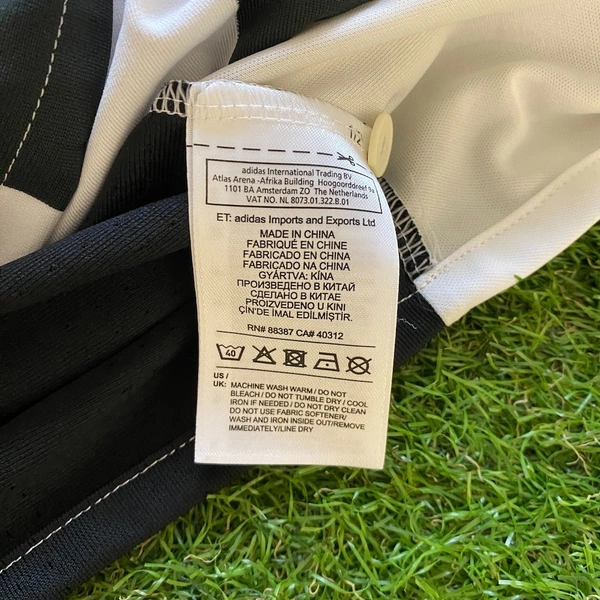 1/2
adidas International Trading BV
Atlas Arena -Afrika Building Hoogoorddreef 9a
1101 BA Amsterdam ZO The Netherlands
VAT NO. NL 8073.01.322.B.01
ET: adidas Imports and Exports Ltd
MADE IN CHINA
FABRIQUÉ EN CHINE
FABRICADO EN CHINA
FABRICADO NA CHINA
GYÁRTVA: KÍNA
ПРОИЗВЕДЕНО В КИТАЙ
СДЕЛАНО В КИТАЕ
PROIZVEDENO U KINI
ÇİN'DE İMAL EDİLMİŞTİR.
RN# 88387 CA# 40312
40
US /
UK: MACHINE WASH WARM / DO NOT
BLEACH / DO NOT TUMBLE DRY / COOL
IRON IF NEEDED / DO NOT DRY CLEAN
DO NOT USE FABRIC SOFTENER/
WASH AND IRON INSIDE OUT/REMOVE
IMMEDIATELY/LINE DRY